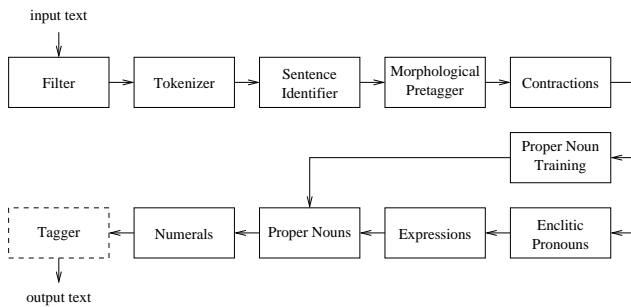 input text
Filter
Tokenizer
Sentence
Identifier
Morphological
Pretagger
Contractions
Proper Noun
Training
Tagger
Numerals
Proper Nouns
Expressions
Enclitic
Pronouns
output text